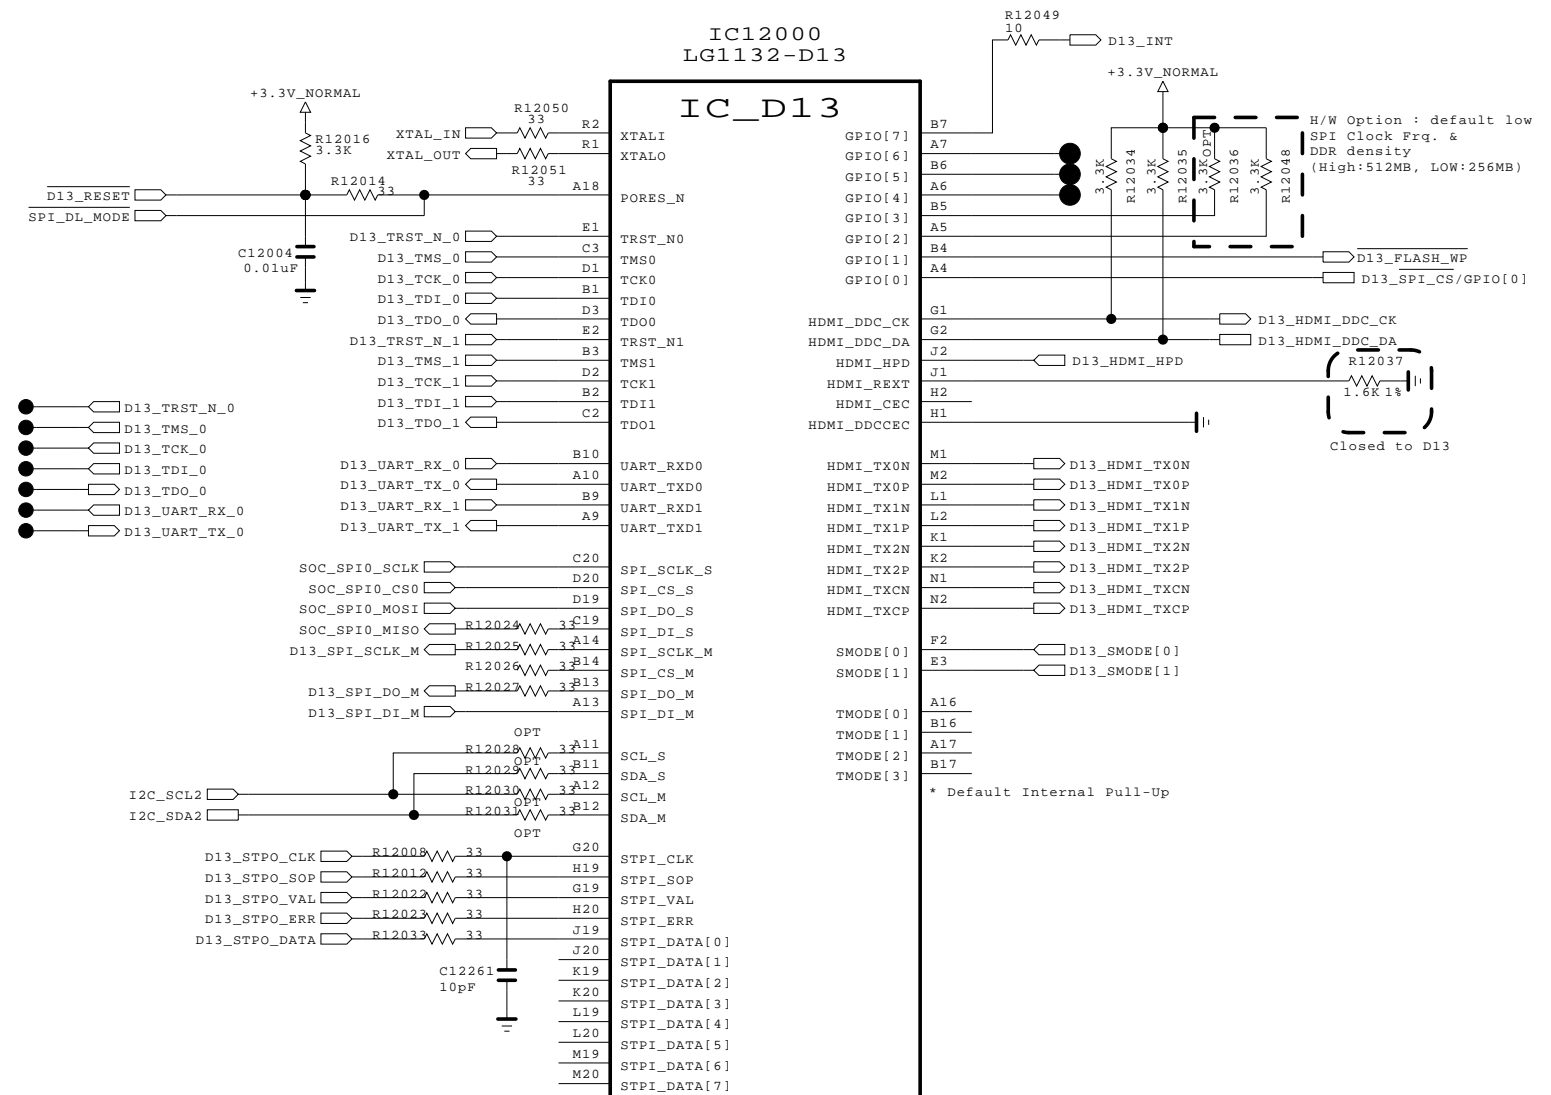 IC12000
LG1132-D13
IC_D13
R12049
10
D13_INT
+3.3V_NORMAL
H/W Option : default low
SPI Clock Frq. &
DDR density
(High:512MB, LOW:256MB)
3.3K
R12034
3.3K
R12035
3.3K
OPT
R12036
3.3K
R12048
+3.3V_NORMAL
R12016
3.3K
R12050
33
XTAL_IN
R2
XTALI
XTAL_OUT
R1
XTALO
R12051
33
D13_RESET
R12014
33
A18
PORES_N
SPI_DL_MODE
C12004
0.01uF
D13_TRST_N_0
E1
TRST_N0
D13_TMS_0
C3
TMS0
D13_TCK_0
D1
TCK0
D13_TDI_0
B1
TDI0
D13_TDO_0
D3
TDO0
D13_TRST_N_1
E2
TRST_N1
D13_TMS_1
B3
TMS1
D13_TCK_1
D2
TCK1
D13_TDI_1
B2
TDI1
D13_TDO_1
C2
TDO1
D13_TRST_N_0
D13_TMS_0
D13_TCK_0
D13_TDI_0
D13_TDO_0
D13_UART_RX_0
D13_UART_TX_0
D13_UART_RX_0
B10
UART_RXD0
D13_UART_TX_0
A10
UART_TXD0
D13_UART_RX_1
B9
UART_RXD1
D13_UART_TX_1
A9
UART_TXD1
SOC_SPI0_SCLK
C20
SPI_SCLK_S
SOC_SPI0_CS0
D20
SPI_CS_S
SOC_SPI0_MOSI
D19
SPI_DO_S
SOC_SPI0_MISO
R12024
33
C19
SPI_DI_S
D13_SPI_SCLK_M
R12025
33
A14
SPI_SCLK_M
R12026
33
B14
SPI_CS_M
D13_SPI_DO_M
R12027
33
B13
SPI_DO_M
D13_SPI_DI_M
A13
SPI_DI_M
OPT
R12028
33
A11
SCL_S
OPT
R12029
33
B11
SDA_S
I2C_SCL2
R12030
33
A12
SCL_M
OPT
I2C_SDA2
R12031
33
B12
SDA_M
OPT
D13_STPO_CLK
R12008
33
G20
STPI_CLK
D13_STPO_SOP
R12012
33
H19
STPI_SOP
D13_STPO_VAL
R12022
33
G19
STPI_VAL
D13_STPO_ERR
R12023
33
H20
STPI_ERR
D13_STPO_DATA
R12033
33
J19
STPI_DATA[0]
J20
STPI_DATA[1]
C12261
10pF
K19
STPI_DATA[2]
K20
STPI_DATA[3]
L19
STPI_DATA[4]
L20
STPI_DATA[5]
M19
STPI_DATA[6]
M20
STPI_DATA[7]
GPIO[7]
B7
GPIO[6]
A7
GPIO[5]
B6
GPIO[4]
A6
GPIO[3]
B5
GPIO[2]
A5
GPIO[1]
B4
D13_FLASH_WP
GPIO[0]
A4
D13_SPI_CS/GPIO[0]
HDMI_DDC_CK
G1
D13_HDMI_DDC_CK
HDMI_DDC_DA
G2
D13_HDMI_DDC_DA
HDMI_HPD
J2
D13_HDMI_HPD
HDMI_REXT
J1
R12037
1.6K 1%
Closed to D13
HDMI_CEC
H2
HDMI_DDCCEC
H1
HDMI_TX0N
M1
D13_HDMI_TX0N
HDMI_TX0P
M2
D13_HDMI_TX0P
HDMI_TX1N
L1
D13_HDMI_TX1N
HDMI_TX1P
L2
D13_HDMI_TX1P
HDMI_TX2N
K1
D13_HDMI_TX2N
HDMI_TX2P
K2
D13_HDMI_TX2P
HDMI_TXCN
N1
D13_HDMI_TXCN
HDMI_TXCP
N2
D13_HDMI_TXCP
SMODE[0]
F2
D13_SMODE[0]
SMODE[1]
E3
D13_SMODE[1]
TMODE[0]
A16
TMODE[1]
B16
TMODE[2]
A17
TMODE[3]
B17
* Default Internal Pull-Up